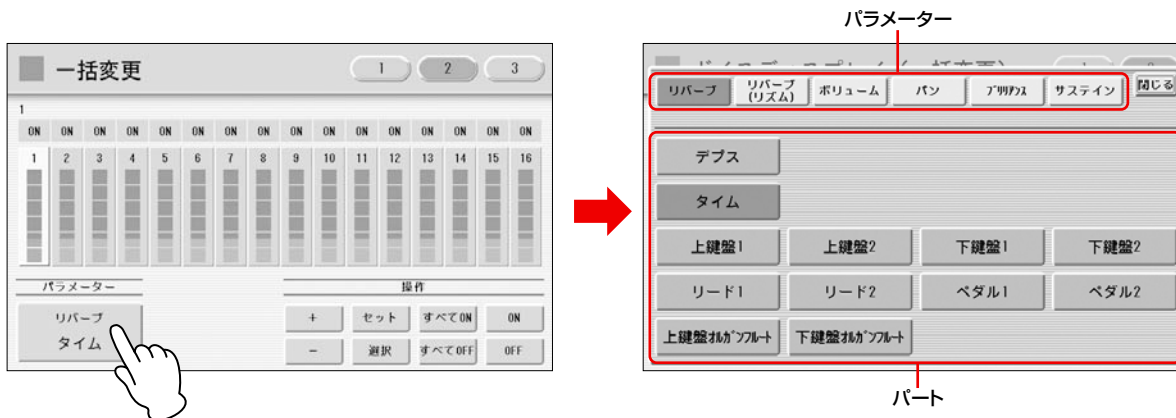 パラメーター
一括変更
1 2 3
1
ON ON ON ON ON ON ON ON ON ON ON ON ON ON ON ON
1 2 3 4 5 6 7 8 9 10 11 12 13 14 15 16
パラメーター
操作
リバーブ
タイム
+ セット すべてON ON
− 選択 すべてOFF OFF
リバーブ リバーブ(リズム) ボリューム パン ブリリアンス サステイン 閉じる
デプス
タイム
上鍵盤1 上鍵盤2 下鍵盤1 下鍵盤2
リード1 リード2 ペダル1 ペダル2
上鍵盤オルガンフルート 下鍵盤オルガンフルート
パート